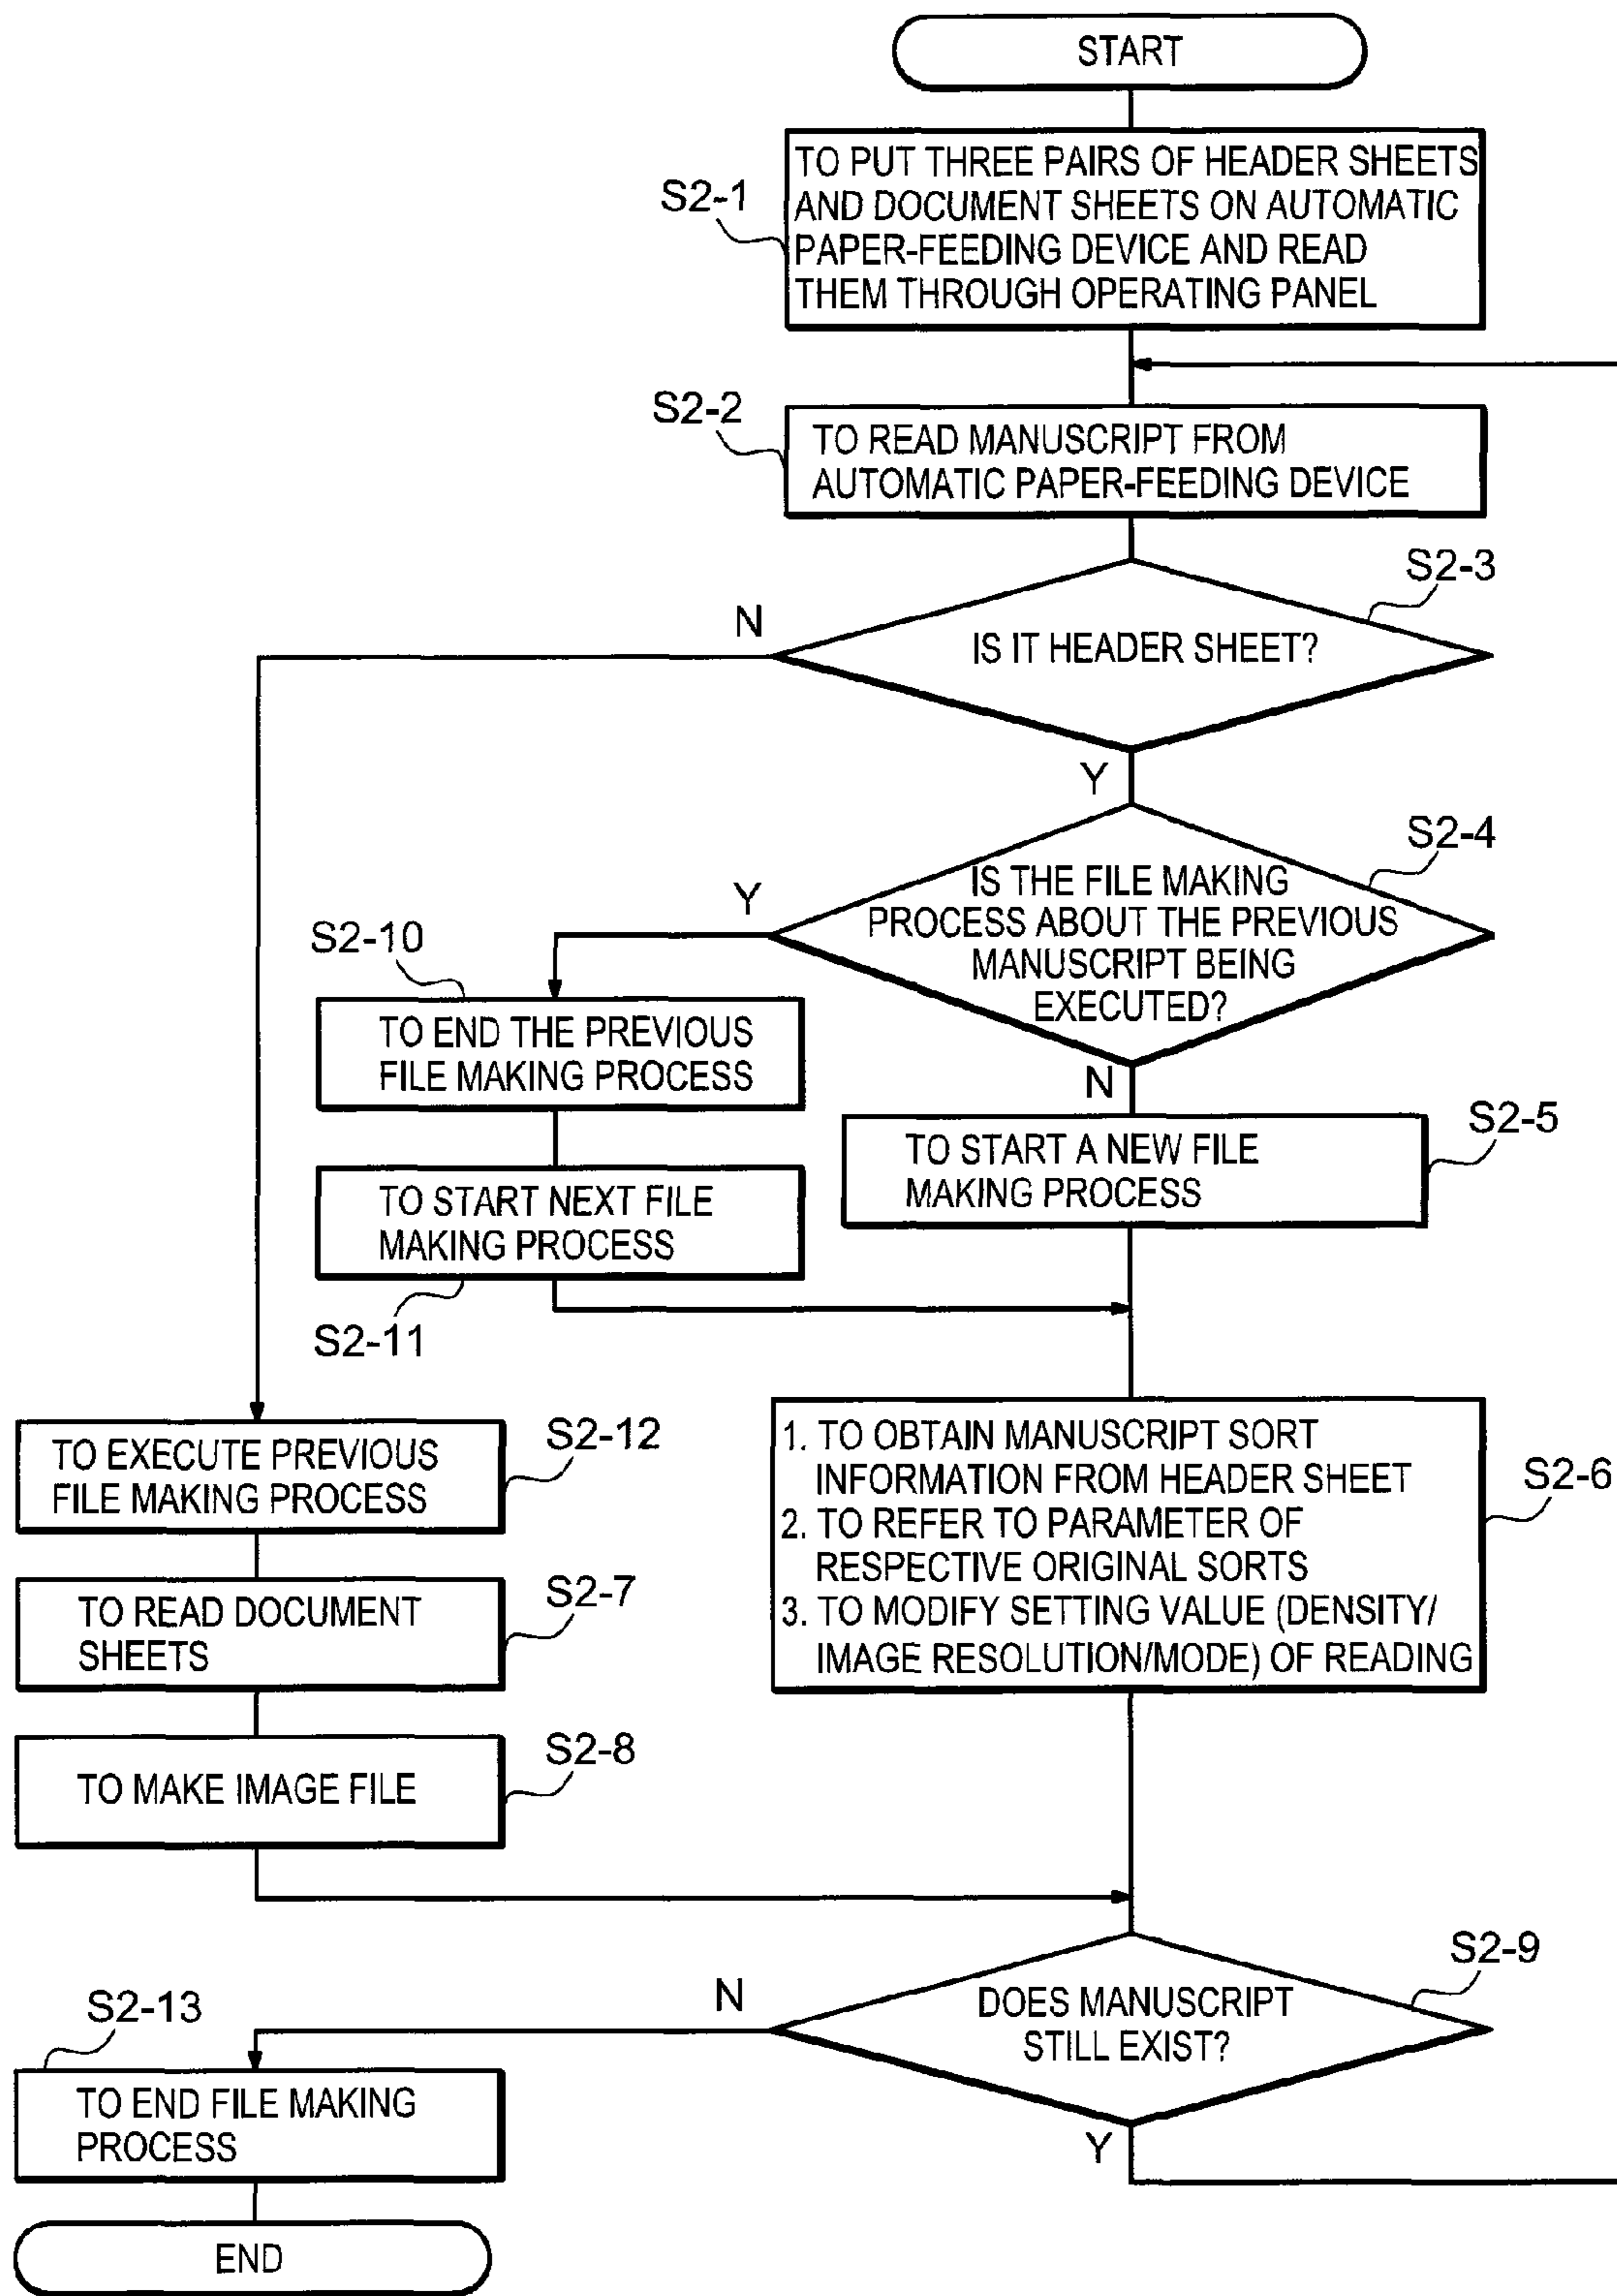 START
S2-1
TO PUT THREE PAIRS OF HEADER SHEETS
AND DOCUMENT SHEETS ON AUTOMATIC
PAPER-FEEDING DEVICE AND READ
THEM THROUGH OPERATING PANEL
S2-2
TO READ MANUSCRIPT FROM
AUTOMATIC PAPER-FEEDING DEVICE
S2-3
N
IS IT HEADER SHEET?
Y
S2-4
Y
IS THE FILE MAKING
PROCESS ABOUT THE PREVIOUS
MANUSCRIPT BEING
EXECUTED?
N
S2-10
TO END THE PREVIOUS
FILE MAKING PROCESS
S2-5
TO START A NEW FILE
MAKING PROCESS
TO START NEXT FILE
MAKING PROCESS
S2-11
TO EXECUTE PREVIOUS
FILE MAKING PROCESS
S2-12
1. TO OBTAIN MANUSCRIPT SORT
INFORMATION FROM HEADER SHEET
2. TO REFER TO PARAMETER OF
RESPECTIVE ORIGINAL SORTS
3. TO MODIFY SETTING VALUE (DENSITY/
IMAGE RESOLUTION/MODE) OF READING
S2-6
TO READ DOCUMENT
SHEETS
S2-7
TO MAKE IMAGE FILE
S2-8
S2-9
N
DOES MANUSCRIPT
STILL EXIST?
Y
S2-13
TO END FILE MAKING
PROCESS
END